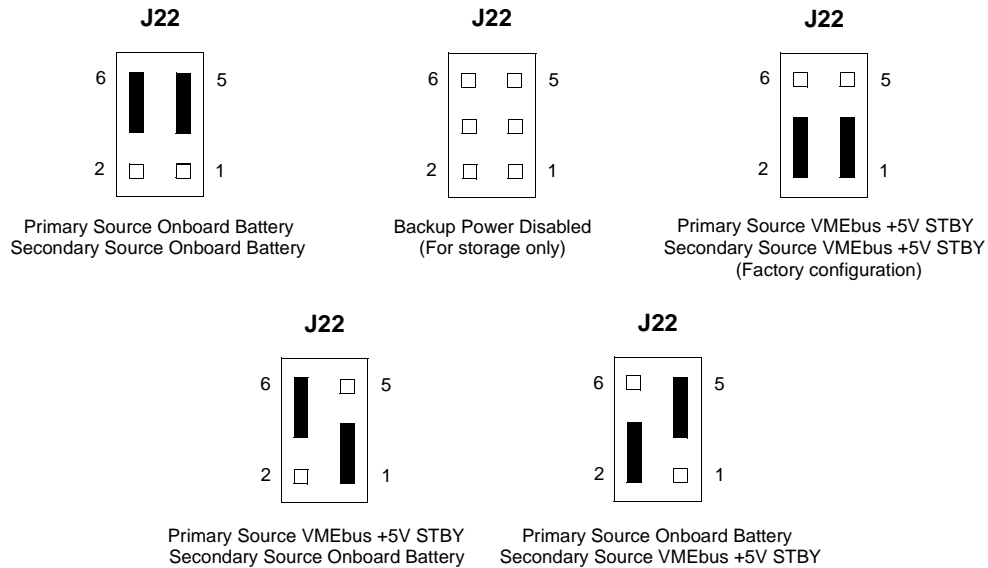 J22 J22 J22
6 5 6 5 6 5
2 1 2 1 2 1
Primary Source Onboard Battery
Secondary Source Onboard Battery
Backup Power Disabled
(For storage only)
Primary Source VMEbus +5V STBY
Secondary Source VMEbus +5V STBY
(Factory configuration)
J22 J22
6 5 6 5
2 1 2 1
Primary Source VMEbus +5V STBY
Secondary Source Onboard Battery
Primary Source Onboard Battery
Secondary Source VMEbus +5V STBY